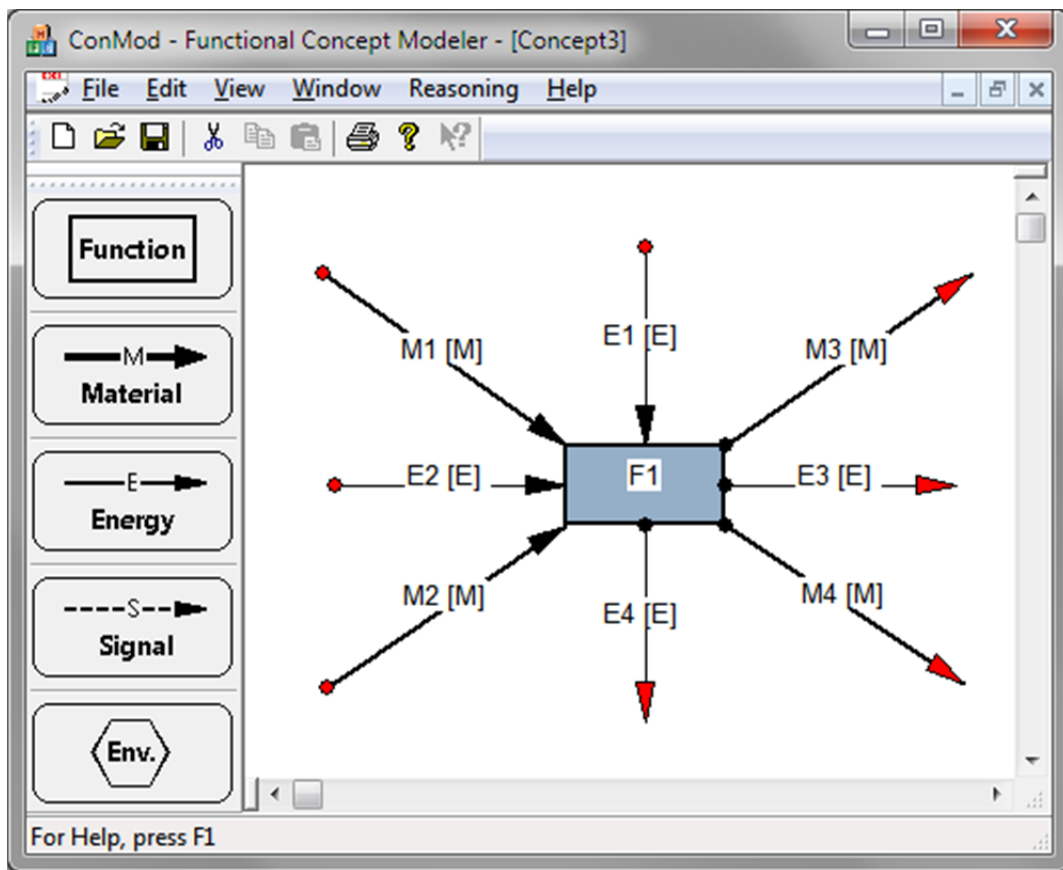 ConMod - Functional Concept Modeler - [Concept3]
File Edit View Window Reasoning Help
Function
M
Material
E
Energy
S
Signal
Env.
M1 [M]
E1 [E]
M3 [M]
E2 [E]
F1
E3 [E]
M2 [M]
E4 [E]
M4 [M]
For Help, press F1